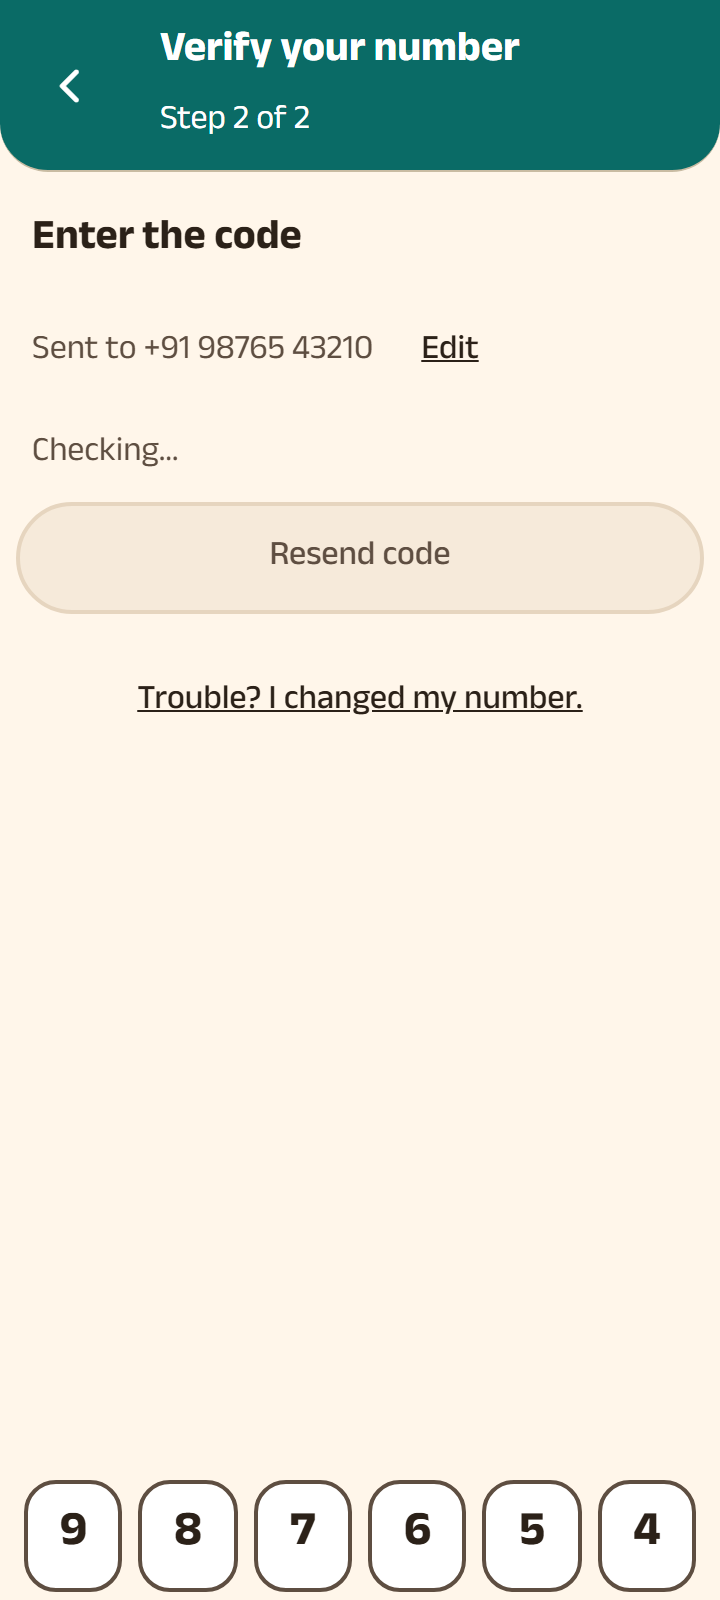 Verify your number
Step 2 of 2
Enter the code
Sent to +91 98765 43210 Edit
Checking...
Resend code
Trouble? I changed my number.
9 8 7 6 5 4